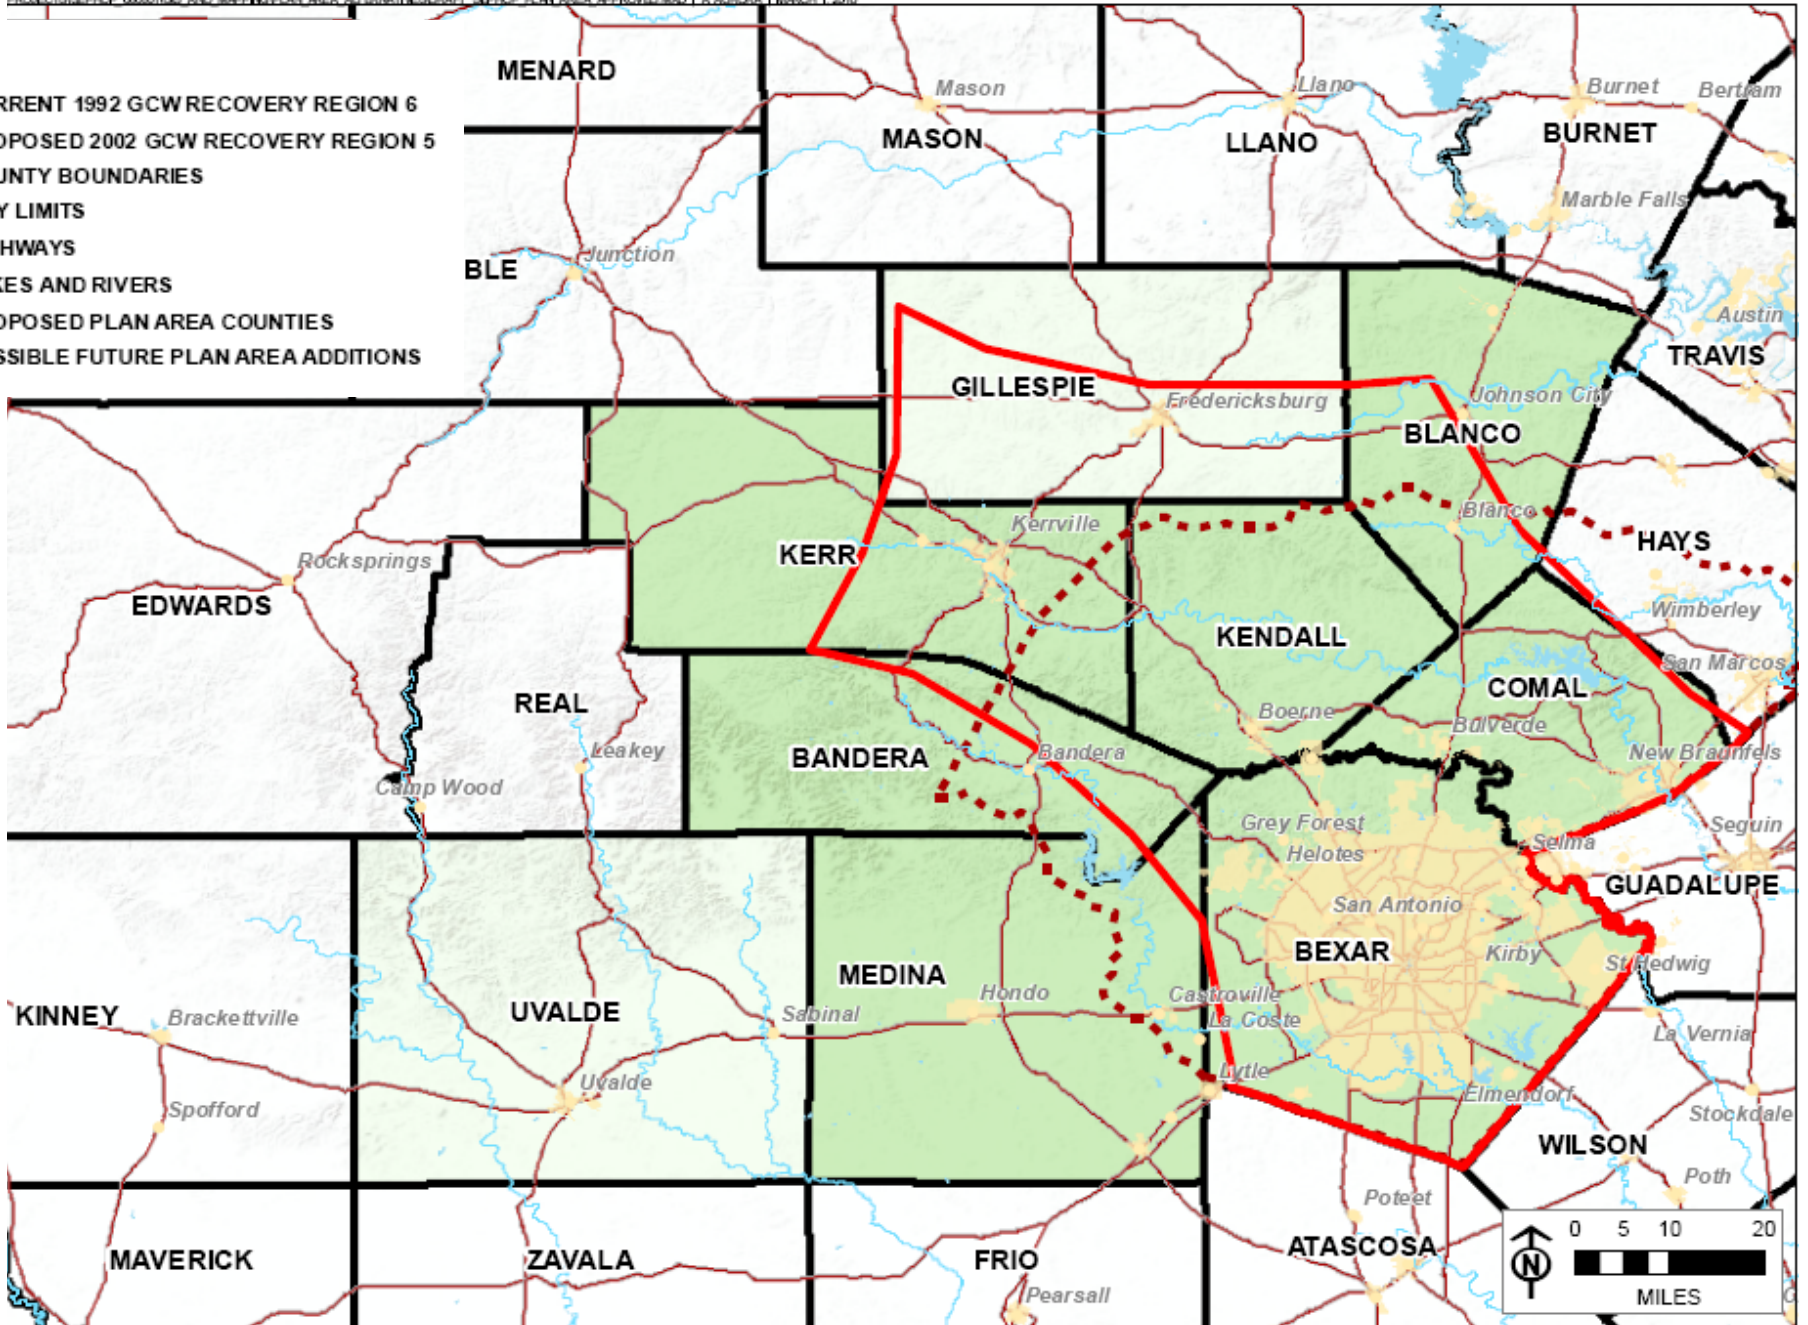 RRENT 1992 GCW RECOVERY REGION 6
OPOSED 2002 GCW RECOVERY REGION 5
UNTY BOUNDARIES
Y LIMITS
HWAYS
KES AND RIVERS
OPOSED PLAN AREA COUNTIES
SSIBLE FUTURE PLAN AREA ADDITIONS
MENARD
Mason
MASON
Llano
LLANO
Burnet
Bertram
BURNET
Marble Falls
Junction
BLE
Austin
TRAVIS
GILLESPIE
Fredericksburg
Johnson City
BLANCO
Blanco
HAYS
Kerrville
KERR
Rocksprings
EDWARDS
Wimberley
KENDALL
San Marcos
COMAL
REAL
Boerne
Bulverde
New Braunfels
Leakey
BANDERA
Bandera
Camp Wood
Grey Forest
Helotes
Selma
Seguin
GUADALUPE
San Antonio
BEXAR
Kirby
St Hedwig
MEDINA
Hondo
Castroville
La Coste
KINNEY
Brackettville
UVALDE
Sabinal
La Vernia
Uvalde
Lytle
Elmendorf
Spofford
Stockdale
WILSON
Poth
Poteet
MAVERICK
ZAVALA
FRIO
ATASCOSA
Pearsall
N
0 5 10 20
MILES